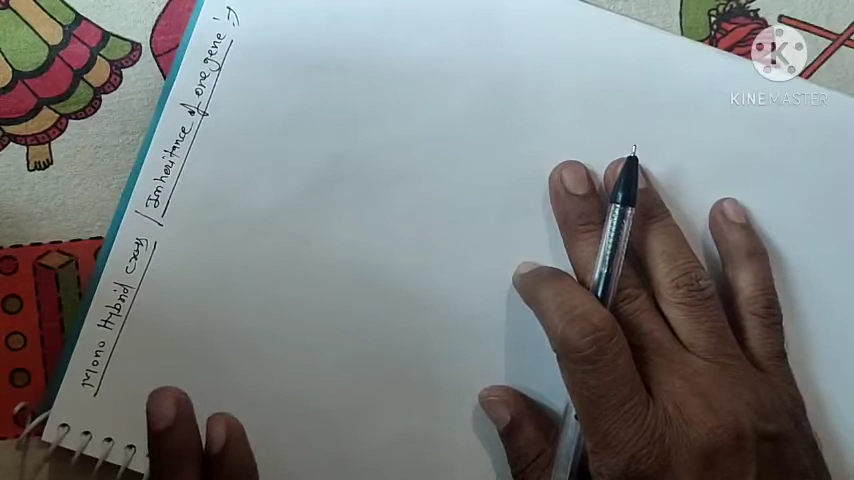 Mono Hybrid cross / Inheritance of one gene :→
KINEMASTER